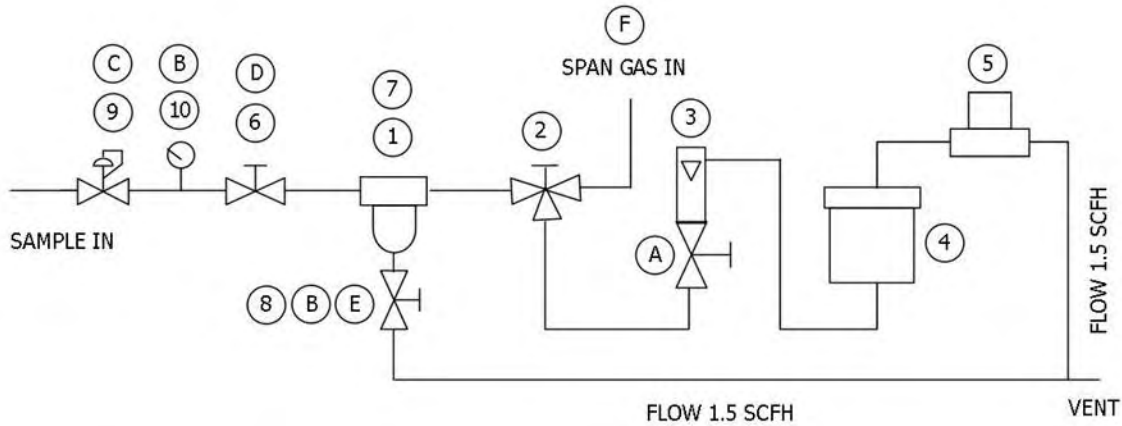 F
SPAN GAS IN
C
B
D
7
5
9
10
6
1
2
3
SAMPLE IN
A
4
8 B E
FLOW 1.5 SCFH
FLOW 1.5 SCFH
VENT